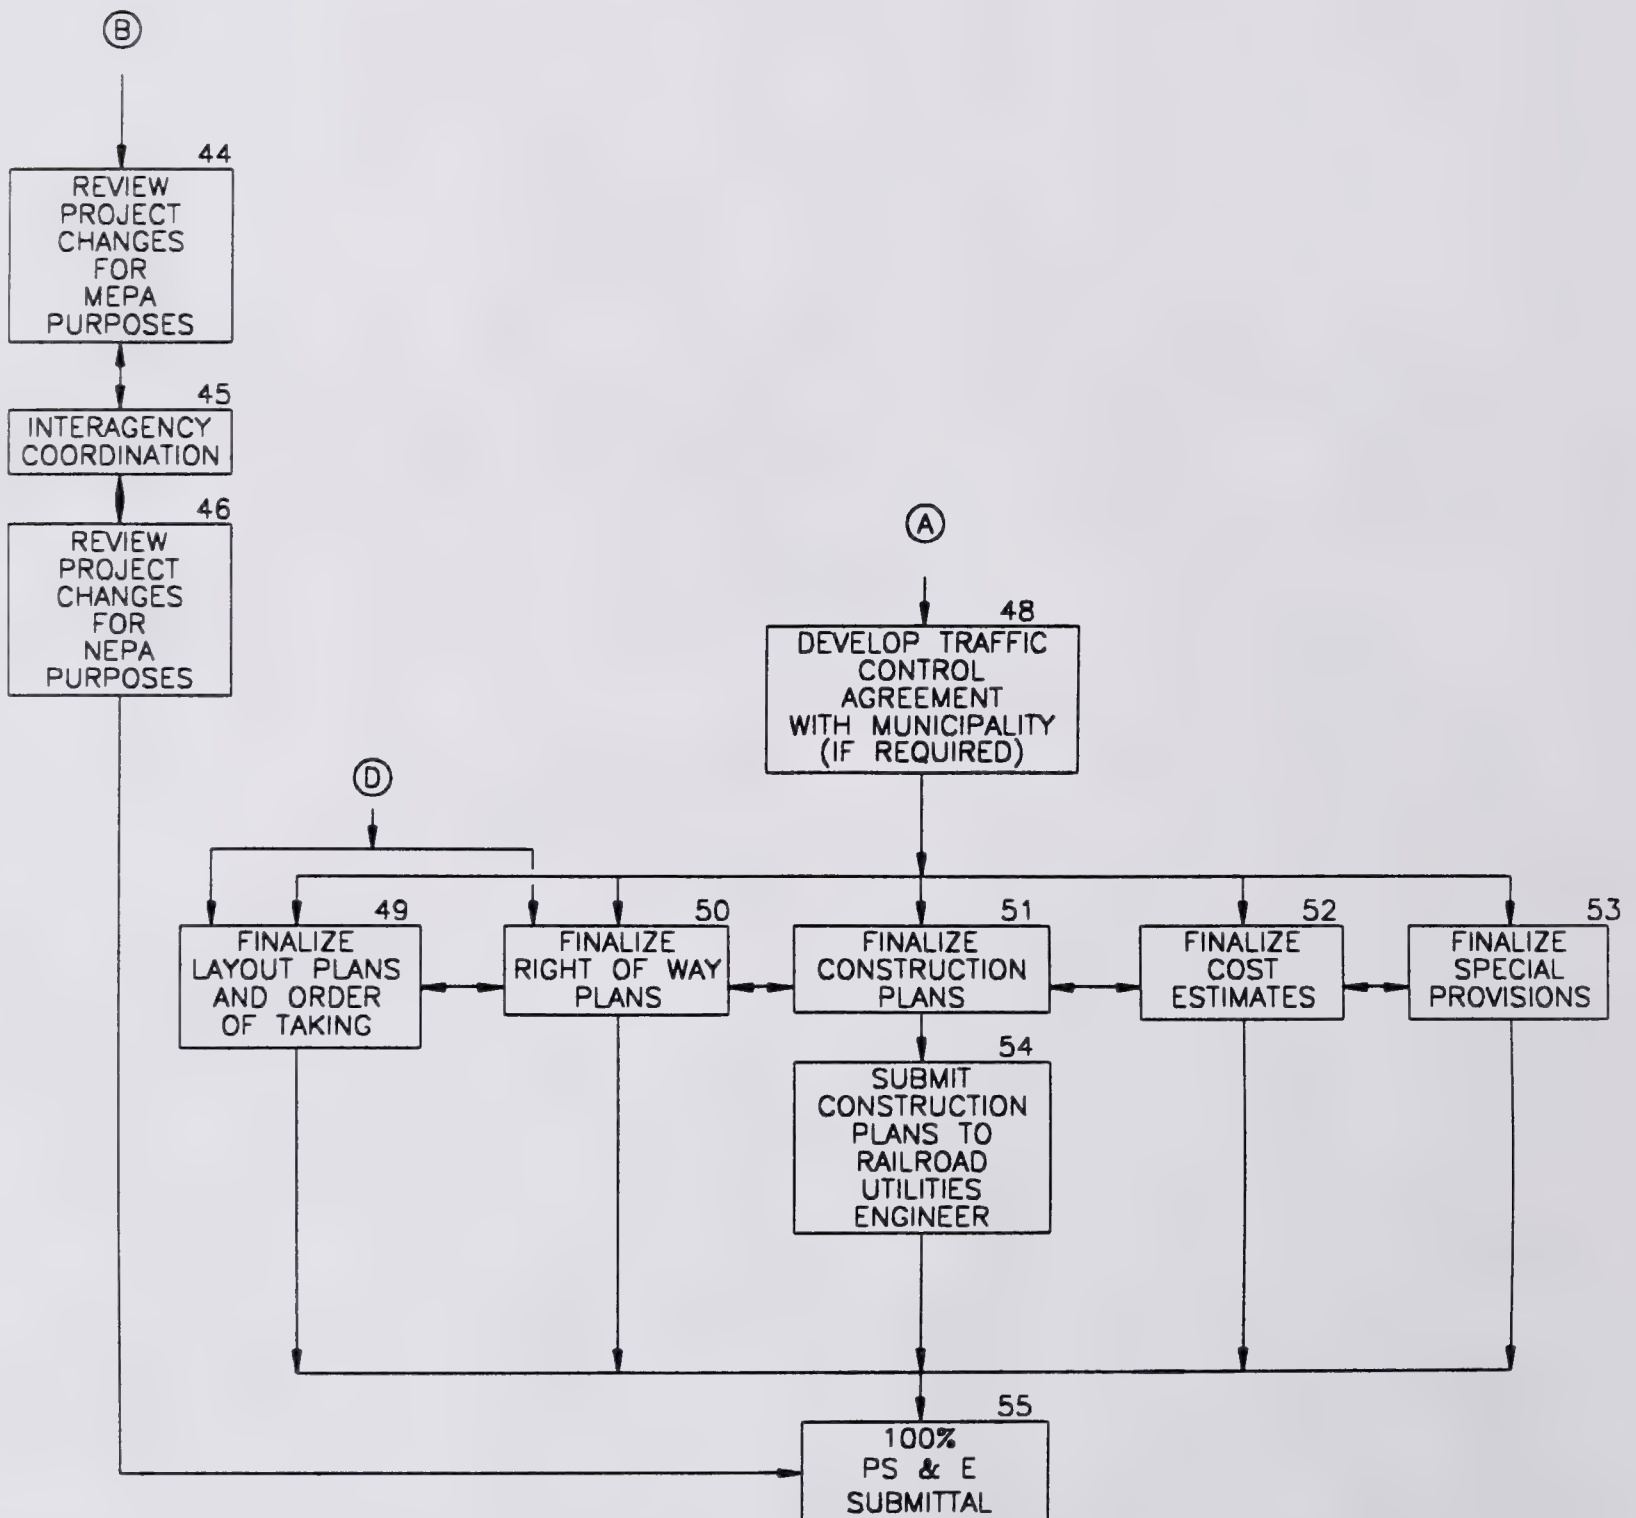 B
44
REVIEW
PROJECT
CHANGES
FOR
MEPA
PURPOSES
45
INTERAGENCY
COORDINATION
46
REVIEW
PROJECT
CHANGES
FOR
NEPA
PURPOSES
A
48
DEVELOP TRAFFIC
CONTROL
AGREEMENT
WITH MUNICIPALITY
(IF REQUIRED)
D
49
FINALIZE
LAYOUT PLANS
AND ORDER
OF TAKING
50
FINALIZE
RIGHT OF WAY
PLANS
51
FINALIZE
CONSTRUCTION
PLANS
52
FINALIZE
COST
ESTIMATES
53
FINALIZE
SPECIAL
PROVISIONS
54
SUBMIT
CONSTRUCTION
PLANS TO
RAILROAD
UTILITIES
ENGINEER
55
100%
PS & E
SUBMITTAL